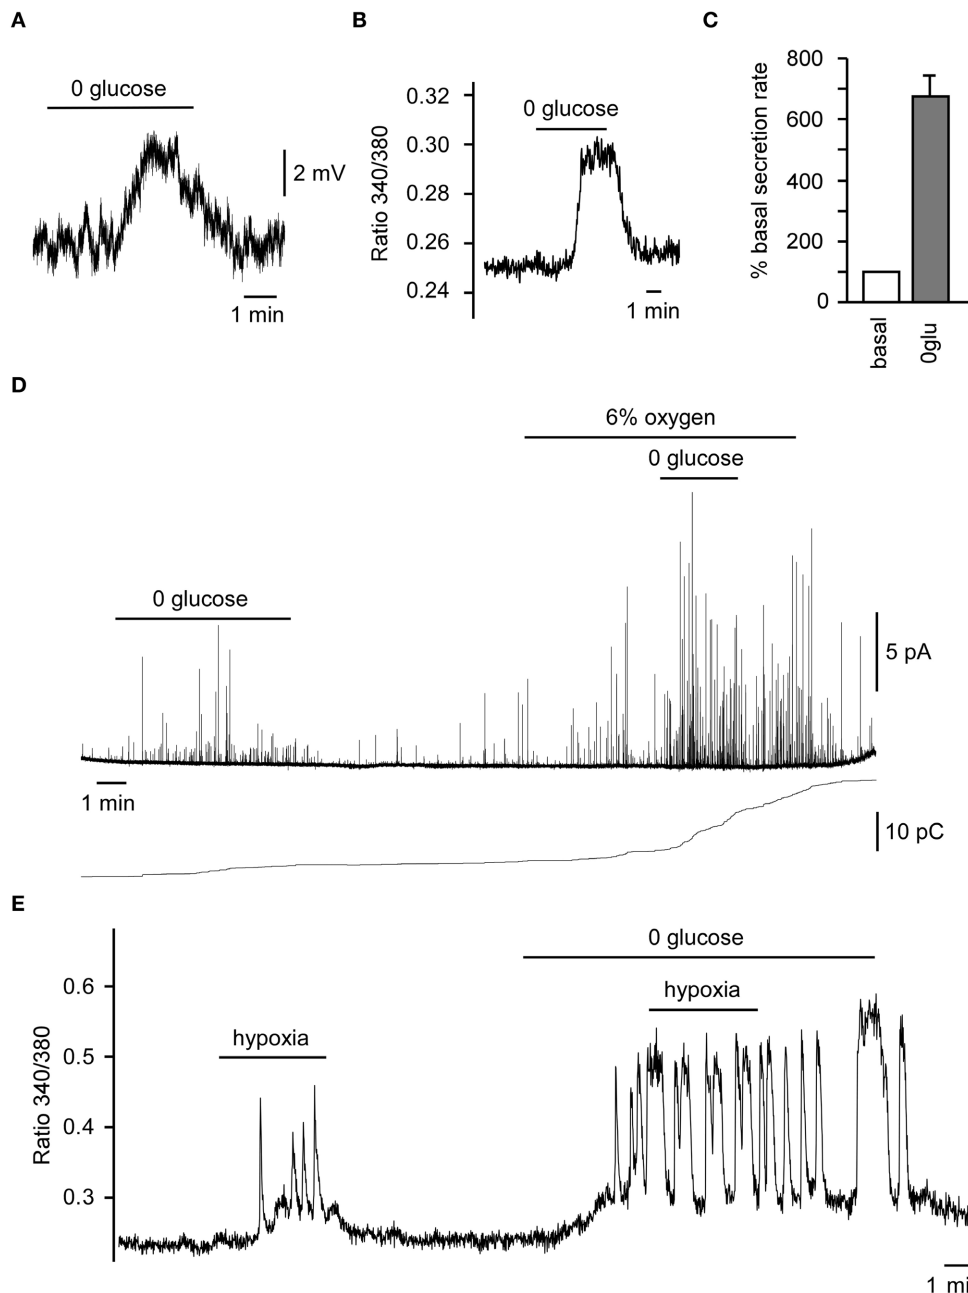 A
0 glucose
2 mV
1 min
B
0.32
0.30
0.28
0.26
0.24
Ratio 340/380
0 glucose
1 min
C
800
600
400
200
0
% basal secretion rate
basal
0glu
D
6% oxygen
0 glucose
0 glucose
5 pA
1 min
10 pC
E
0 glucose
hypoxia
hypoxia
0.6
0.5
0.4
0.3
Ratio 340/380
1 mi